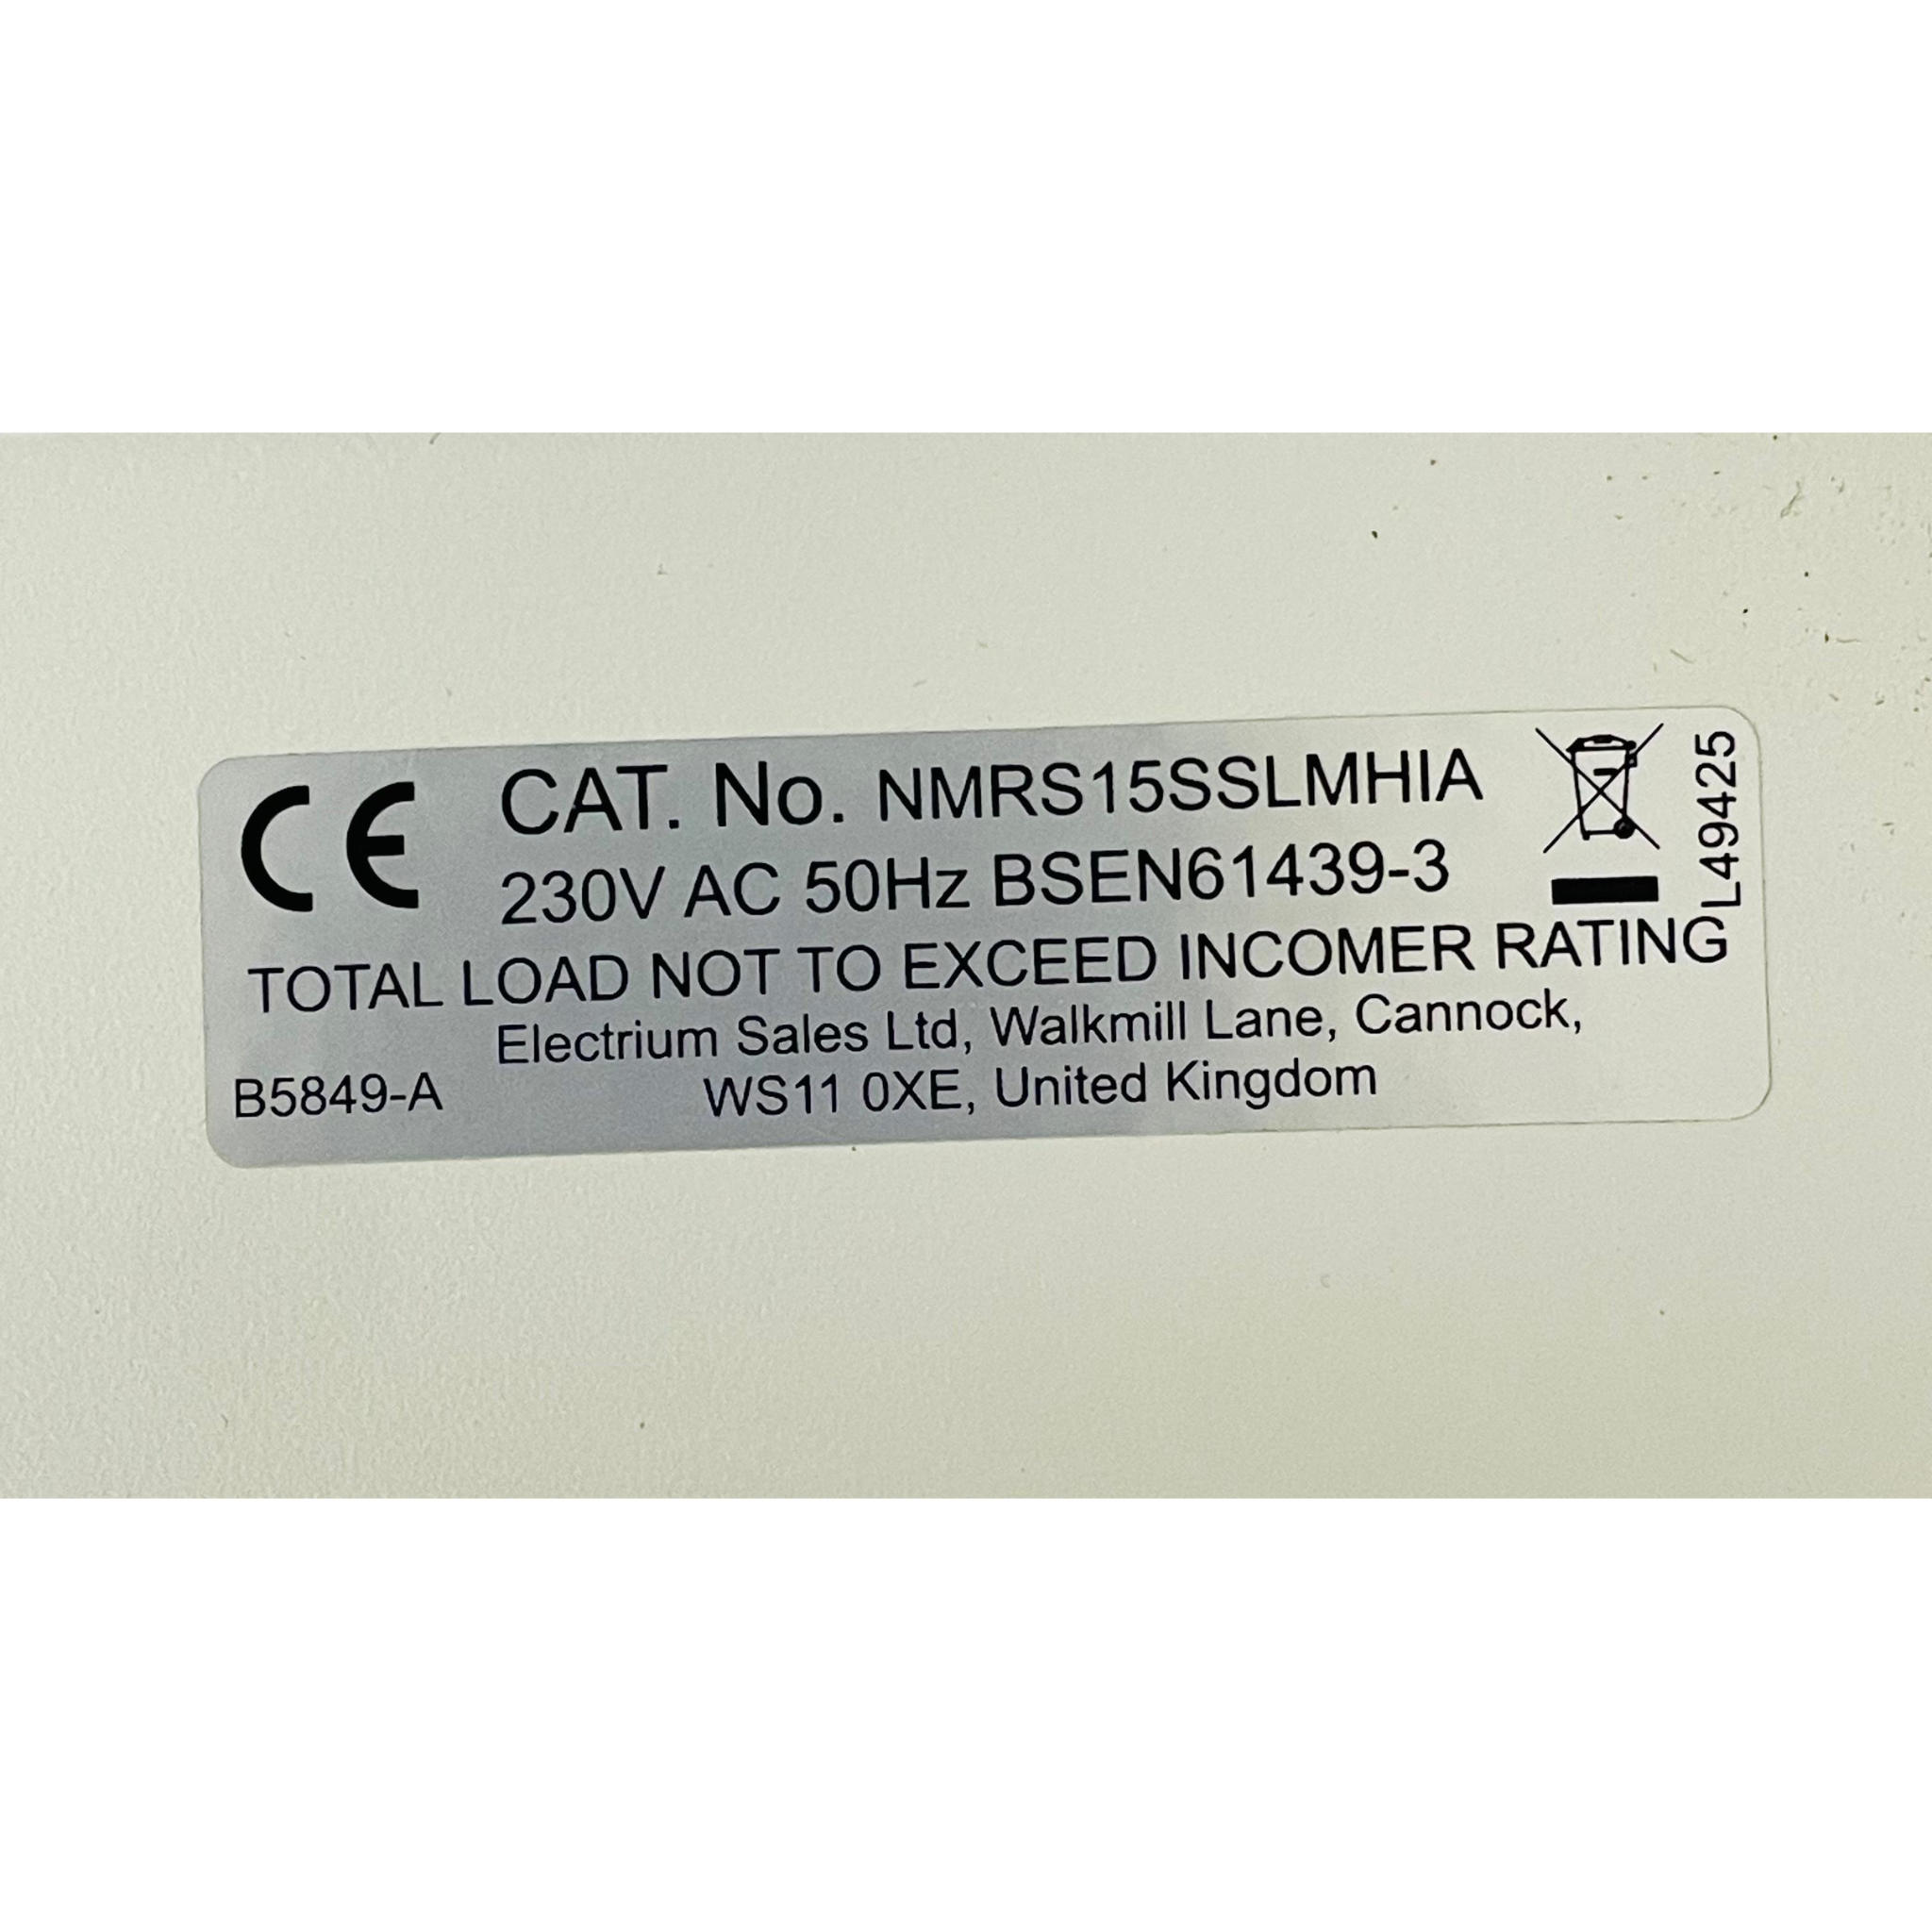 CE CAT. No. NMRS15SSLMHIA
230V AC 50Hz BSEN61439-3
L49425
TOTAL LOAD NOT TO EXCEED INCOMER RATING
Electrium Sales Ltd, Walkmill Lane, Cannock,
B5849-A WS11 0XE, United Kingdom